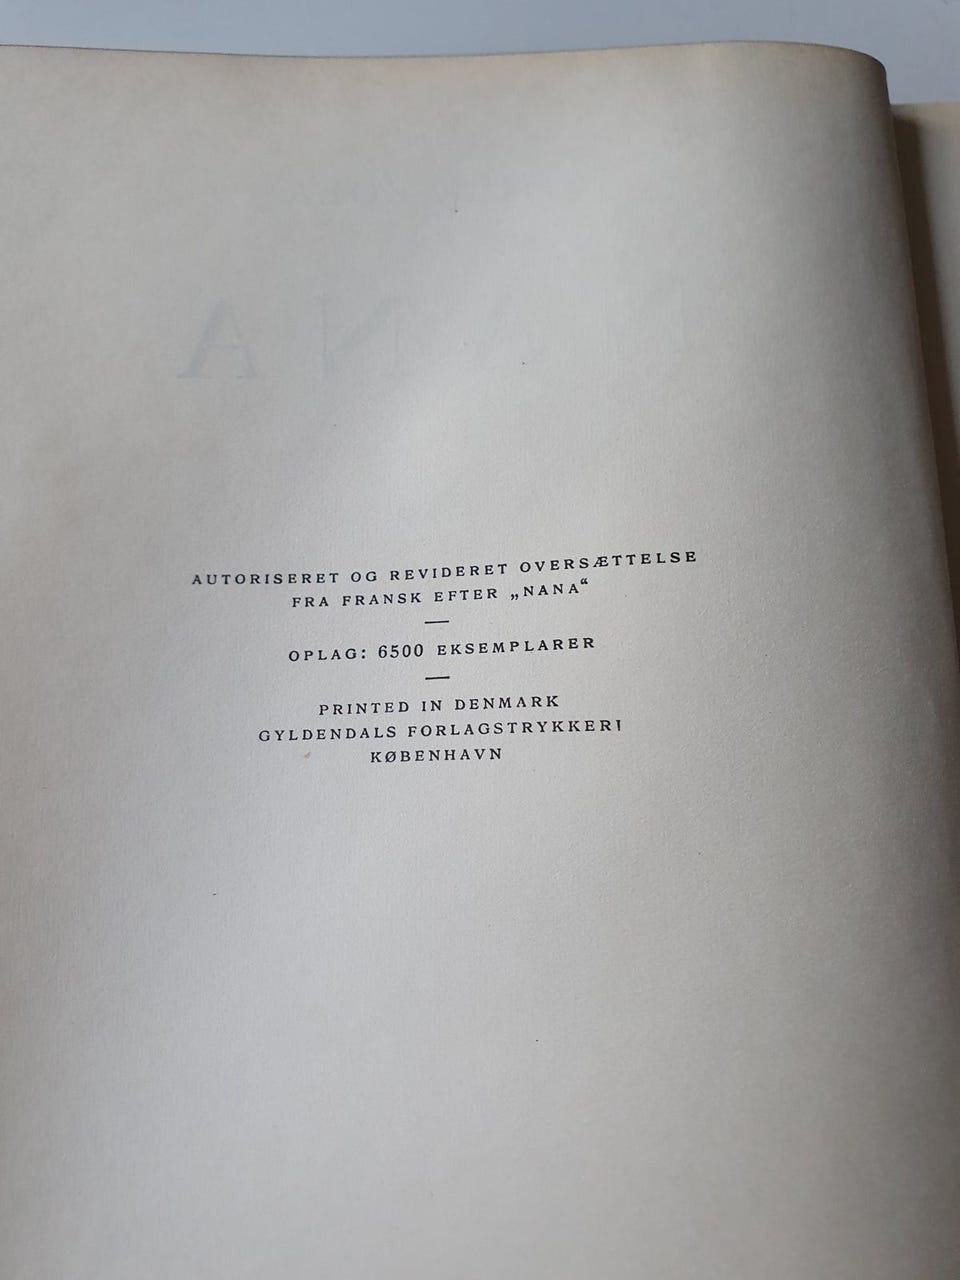 AUTORISERET OG REVIDERET OVERSÆTTELSE
FRA FRANSK EFTER „NANA“
OPLAG: 6500 EKSEMPLARER
PRINTED IN DENMARK
GYLDENDALS FORLAGSTRYKKERI
KØBENHAVN